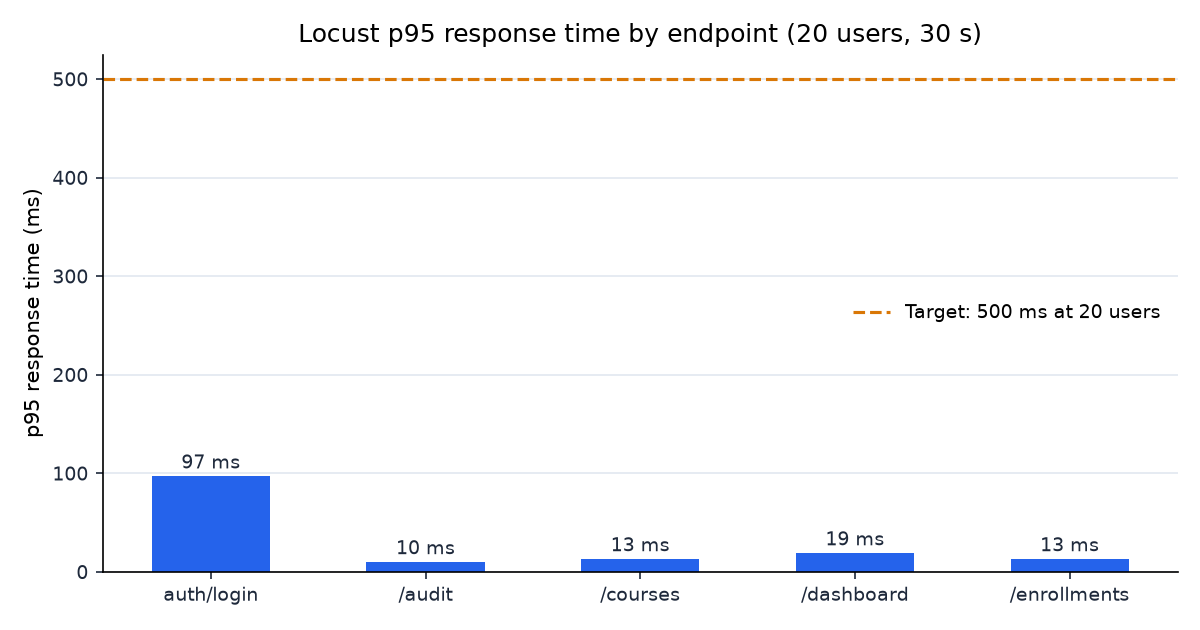 Locust p95 response time by endpoint (20 users, 30 s)
p95 response time (ms)
500
400
300
200
100
0
Target: 500 ms at 20 users
97 ms
10 ms
13 ms
19 ms
13 ms
auth/login
/audit
/courses
/dashboard
/enrollments